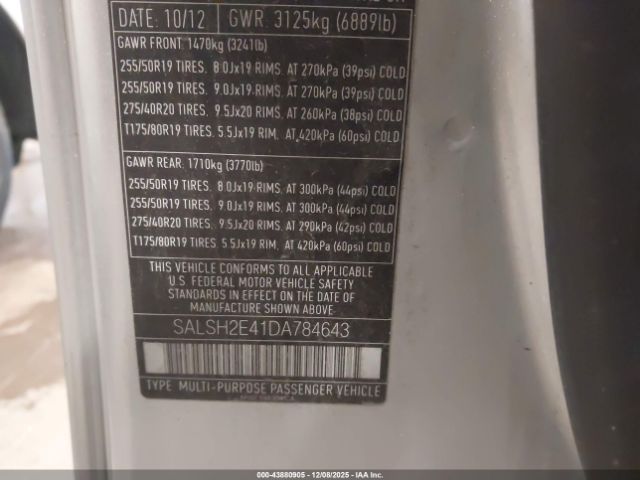 DATE: 10/12 GWR. 3125kg (6889lb)
GAWR FRONT. 1470kg (3241lb)
255/50R19 TIRES. 8.0Jx19 RIMS. AT 270kPa (39psi) COLD
255/50R19 TIRES. 9.0Jx19 RIMS. AT 270kPa (39psi) COLD
275/40R20 TIRES. 9.5Jx20 RIMS. AT 260kPa (38psi) COLD
T175/80R19 TIRES. 5.5Jx19 RIM. AT 420kPa (60psi) COLD
GAWR REAR. 1710kg (3770lb)
255/50R19 TIRES. 8.0Jx19 RIMS. AT 300kPa (44psi) COLD
255/50R19 TIRES. 9.0Jx19 RIMS. AT 300kPa (44psi) COLD
275/40R20 TIRES. 9.5Jx20 RIMS. AT 290kPa (42psi) COLD
T175/80R19 TIRES. 5.5Jx19 RIM. AT 420kPa (60psi) COLD
THIS VEHICLE CONFORMS TO ALL APPLICABLE
U.S. FEDERAL MOTOR VEHICLE SAFETY
STANDARDS IN EFFECT ON THE DATE OF
MANUFACTURE SHOWN ABOVE.
SALSH2E41DA784643
TYPE MULTI-PURPOSE PASSENGER VEHICLE
000-43880905 • 12/08/2025 • IAA Inc.